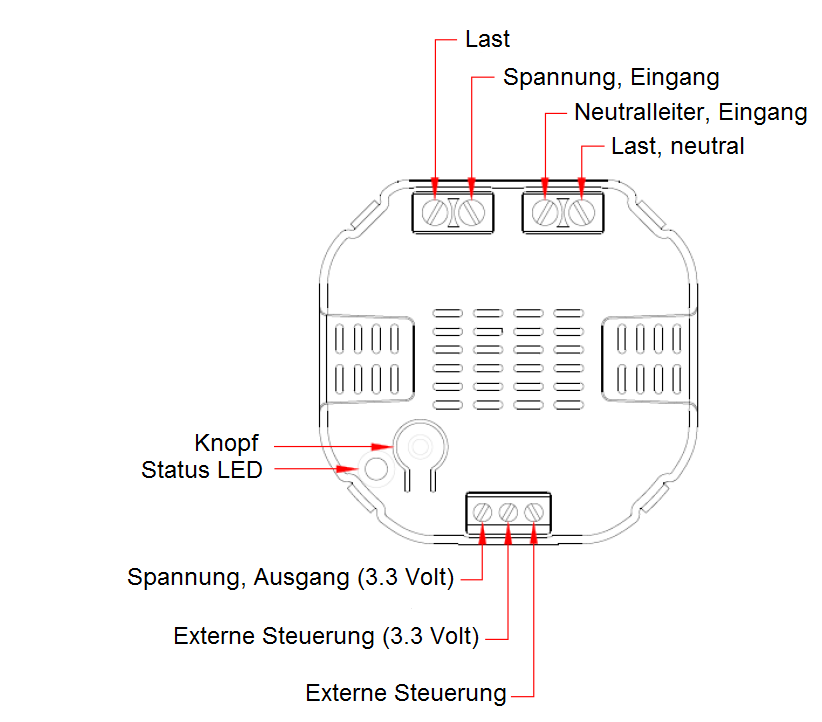 Last
Spannung, Eingang
Neutralleiter, Eingang
Last, neutral
Knopf
Status LED
Spannung, Ausgang (3.3 Volt)
Externe Steuerung (3.3 Volt)
Externe Steuerung